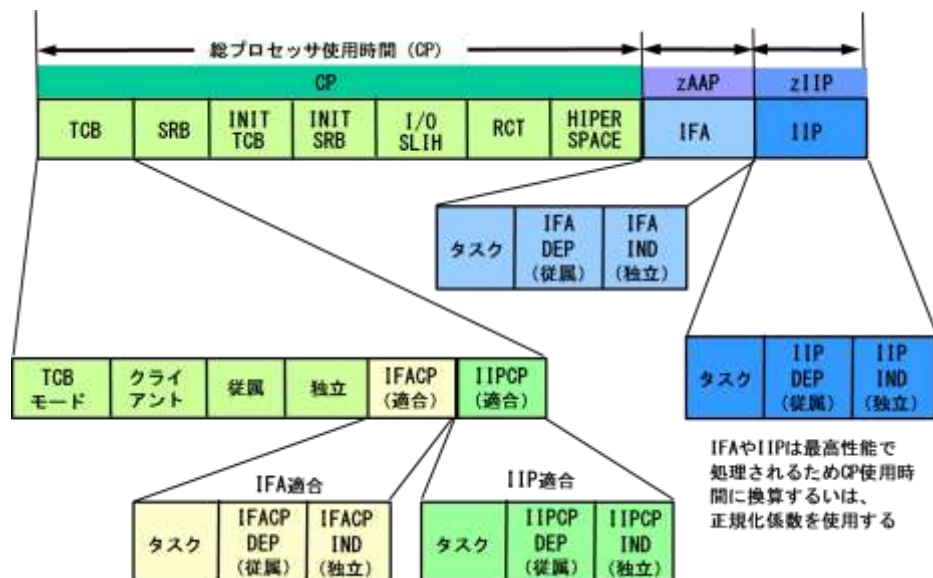 総プロセッサ使用時間（CP）
CP
zAAP
zIIP
TCB
SRB
INIT
TCB
INIT
SRB
I/O
SLIH
RCT
HIPER
SPACE
IFA
IIP
タスク
IFA
DEP
（従属）
IFA
IND
（独立）
タスク
IIP
DEP
（従属）
IIP
IND
（独立）
TCB
モード
クライ
アント
従属
独立
IFACP
（適合）
IIPCP
（適合）
IFAやIIPは最高性能で
処理されるためCP使用時
間に換算するいは、
正規化係数を使用する
IFA適合
タスク
IFACP
DEP
（従属）
IFACP
IND
（独立）
IIP適合
タスク
IIPCP
DEP
（従属）
IIPCP
IND
（独立）